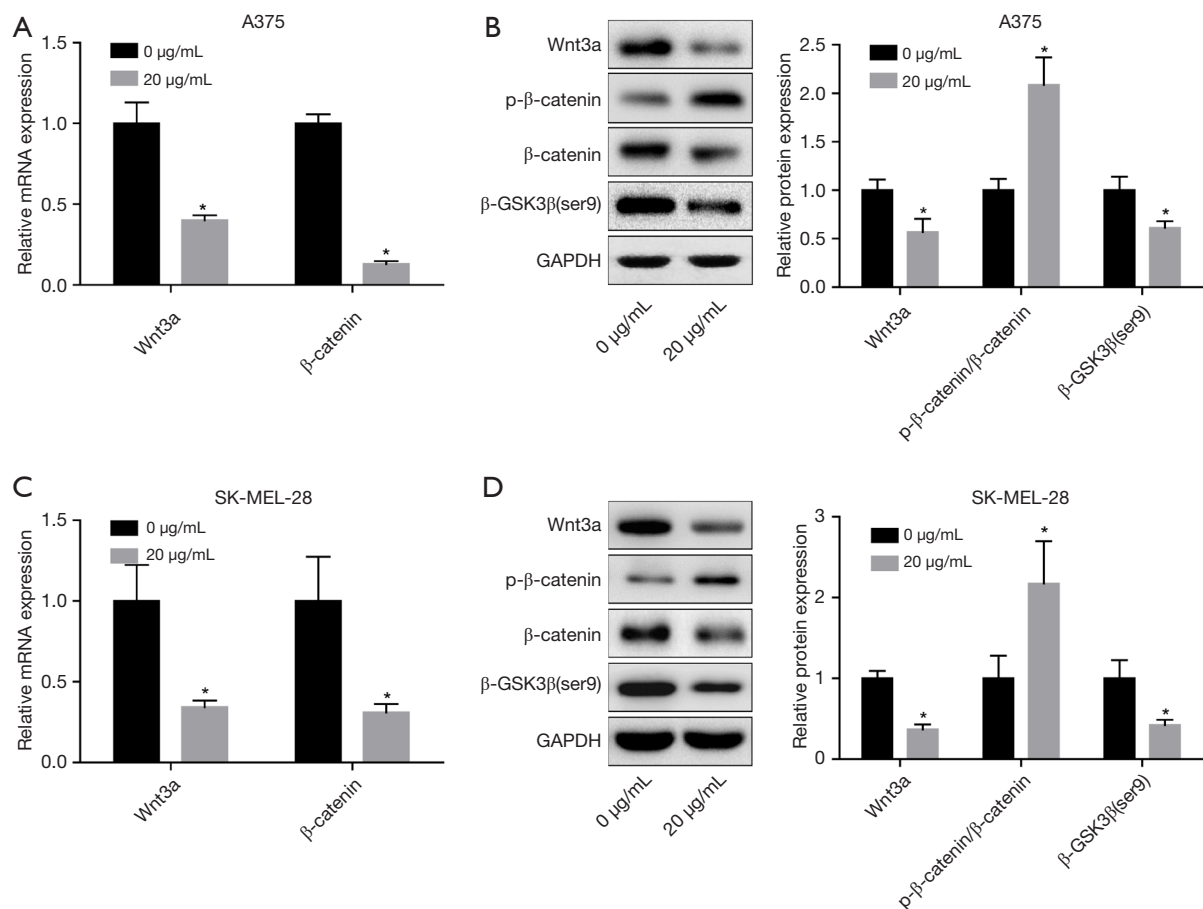 A
A375
Relative mRNA expression
1.5
1.0
0.5
0.0
0 µg/mL
20 µg/mL
*
*
Wnt3a
β-catenin
B
Wnt3a
p-β-catenin
β-catenin
β-GSK3β(ser9)
GAPDH
0 µg/mL
20 µg/mL
A375
Relative protein expression
2.5
2.0
1.5
1.0
0.5
0.0
0 µg/mL
20 µg/mL
*
*
*
Wnt3a
p-β-catenin/β-catenin
β-GSK3β(ser9)
C
SK-MEL-28
Relative mRNA expression
1.5
1.0
0.5
0.0
0 µg/mL
20 µg/mL
*
*
Wnt3a
β-catenin
D
Wnt3a
p-β-catenin
β-catenin
β-GSK3β(ser9)
GAPDH
0 µg/mL
20 µg/mL
SK-MEL-28
Relative protein expression
3
2
1
0
0 µg/mL
20 µg/mL
*
*
*
Wnt3a
p-β-catenin/β-catenin
β-GSK3β(ser9)